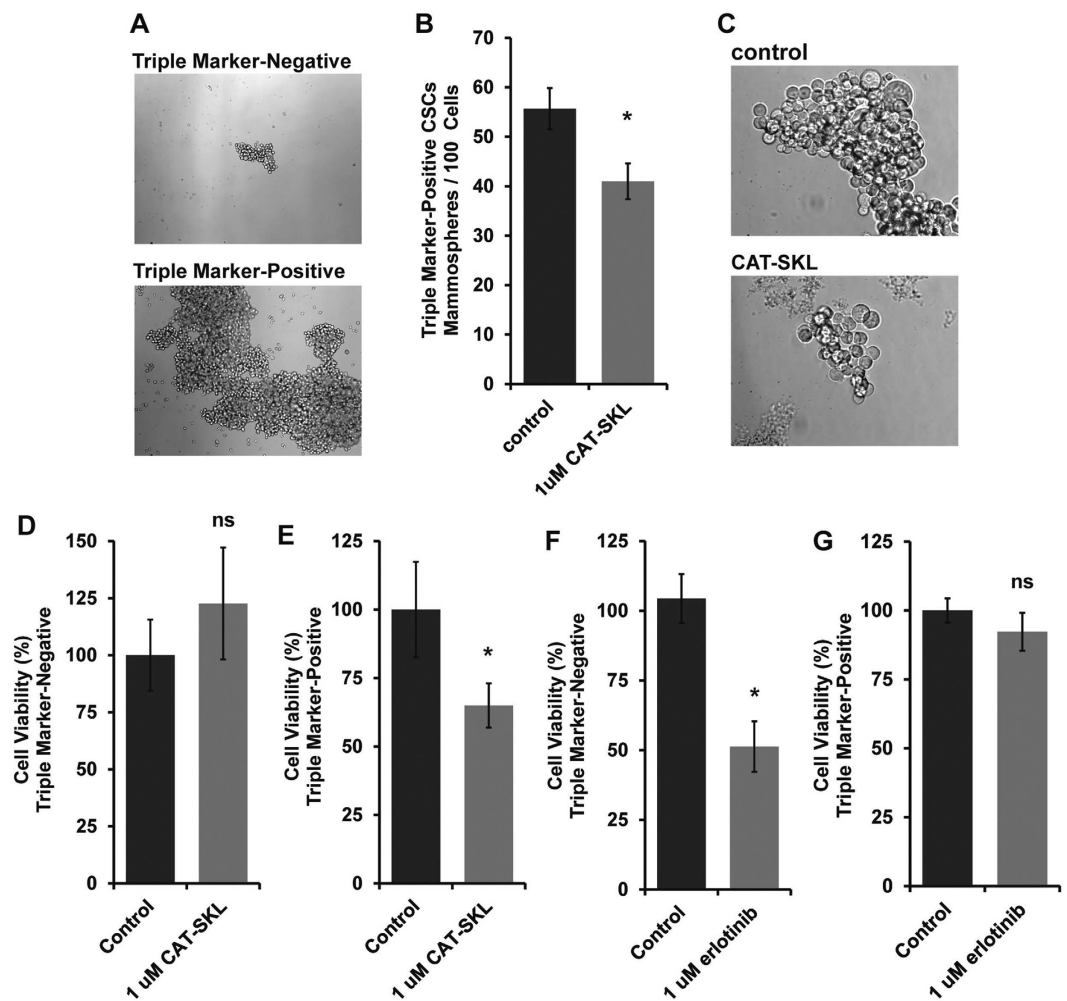 A
Triple Marker-Negative
Triple Marker-Positive
B
Triple Marker-Positive CSCs
Mammospheres / 100 Cells
70
60
50
40
30
20
10
0
*
control
1uM CAT-SKL
C
control
CAT-SKL
D
Cell Viability (%)
Triple Marker-Negative
150
125
100
75
50
25
0
ns
Control
1 uM CAT-SKL
E
Cell Viability (%)
Triple Marker-Positive
125
100
75
50
25
0
*
Control
1 uM CAT-SKL
F
Cell Viability (%)
Triple Marker-Negative
125
100
75
50
25
0
*
Control
1 uM erlotinib
G
Cell Viability (%)
Triple Marker-Positive
125
100
75
50
25
0
ns
Control
1 uM erlotinib